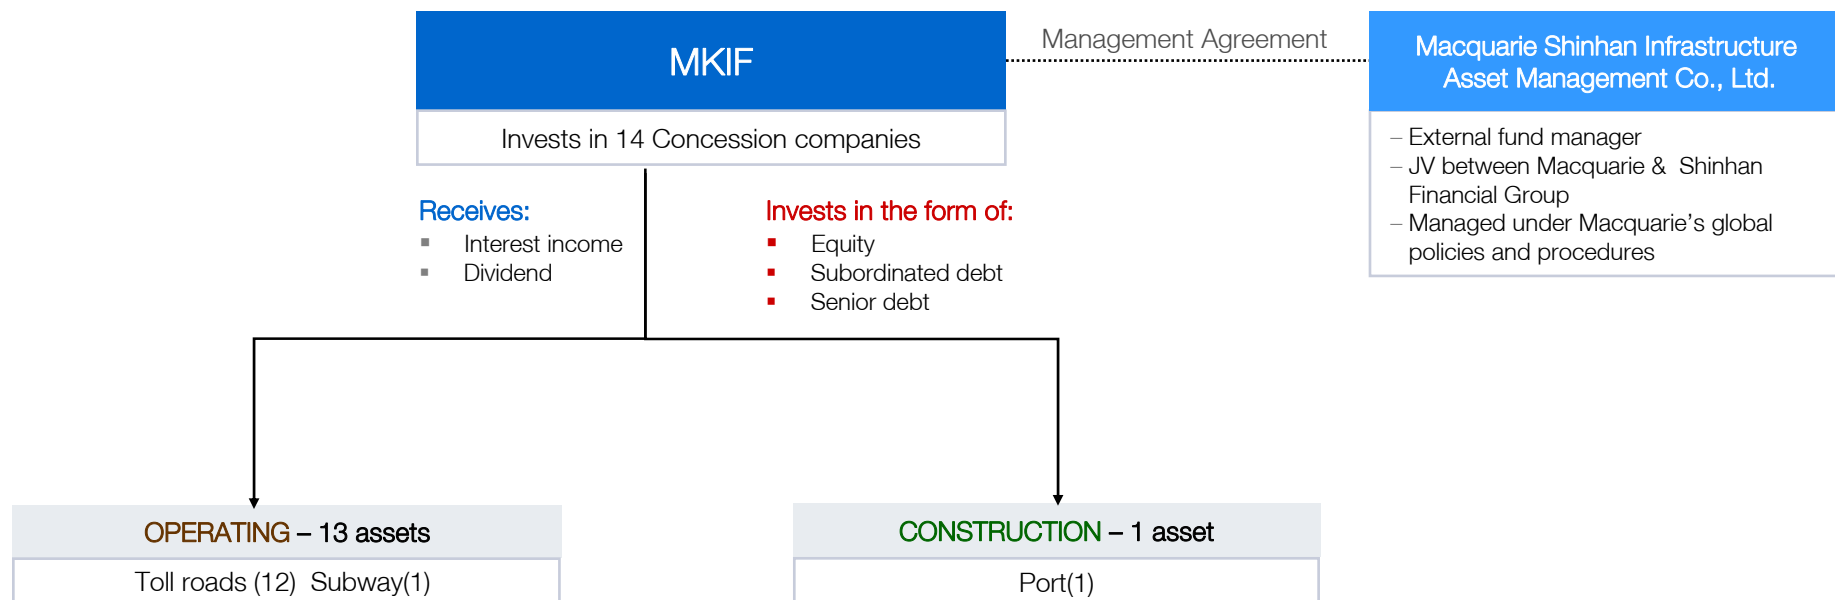 MKIF
Invests in 14 Concession companies
Management Agreement
Macquarie Shinhan Infrastructure
Asset Management Co., Ltd.
– External fund manager
– JV between Macquarie & Shinhan
Financial Group
– Managed under Macquarie’s global
policies and procedures
Receives:
▪ Interest income
▪ Dividend
Invests in the form of:
▪ Equity
▪ Subordinated debt
▪ Senior debt
OPERATING – 13 assets
Toll roads (12) Subway(1)
CONSTRUCTION – 1 asset
Port(1)